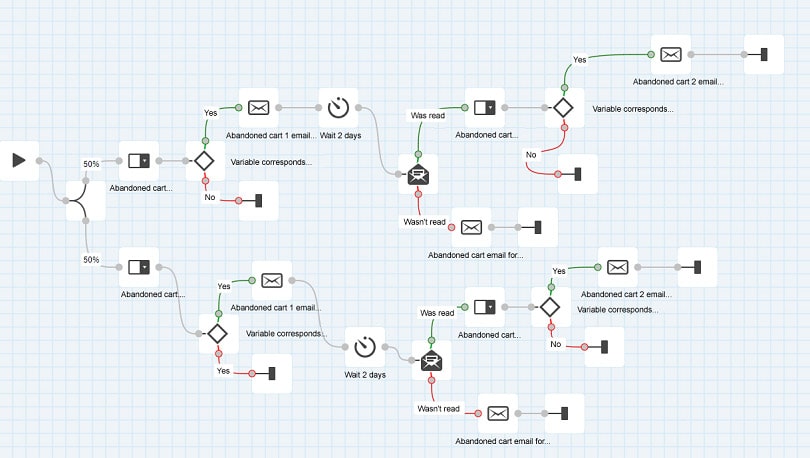 Yes
Abandoned cart 2 email...
Yes
Abandoned cart 1 email...
Wait 2 days
Was read
Abandoned cart...
Variable corresponds...
50%
Abandoned cart...
Variable corresponds...
No
No
Wasn't read
Abandoned cart email for...
50%
Abandoned cart...
Yes
Abandoned cart 1 email...
Variable corresponds...
Yes
Wait 2 days
Was read
Abandoned cart...
Yes
Abandoned cart 2 email...
Variable corresponds...
No
Wasn't read
Abandoned cart email for...